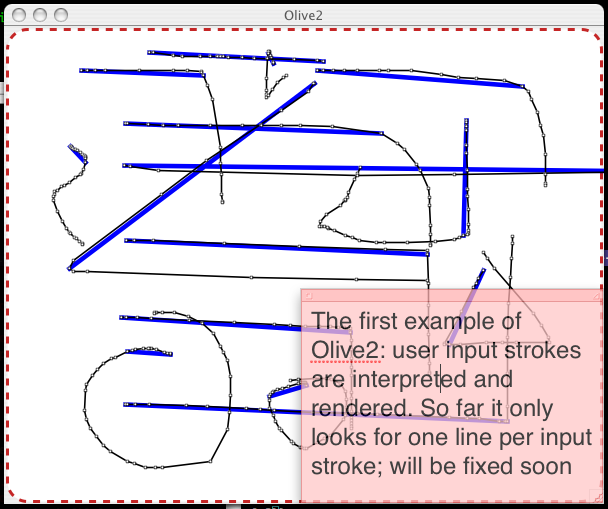 Olive2
The first example of
Olive2: user input strokes
are interpreted and
rendered. So far it only
looks for one line per input
stroke; will be fixed soon